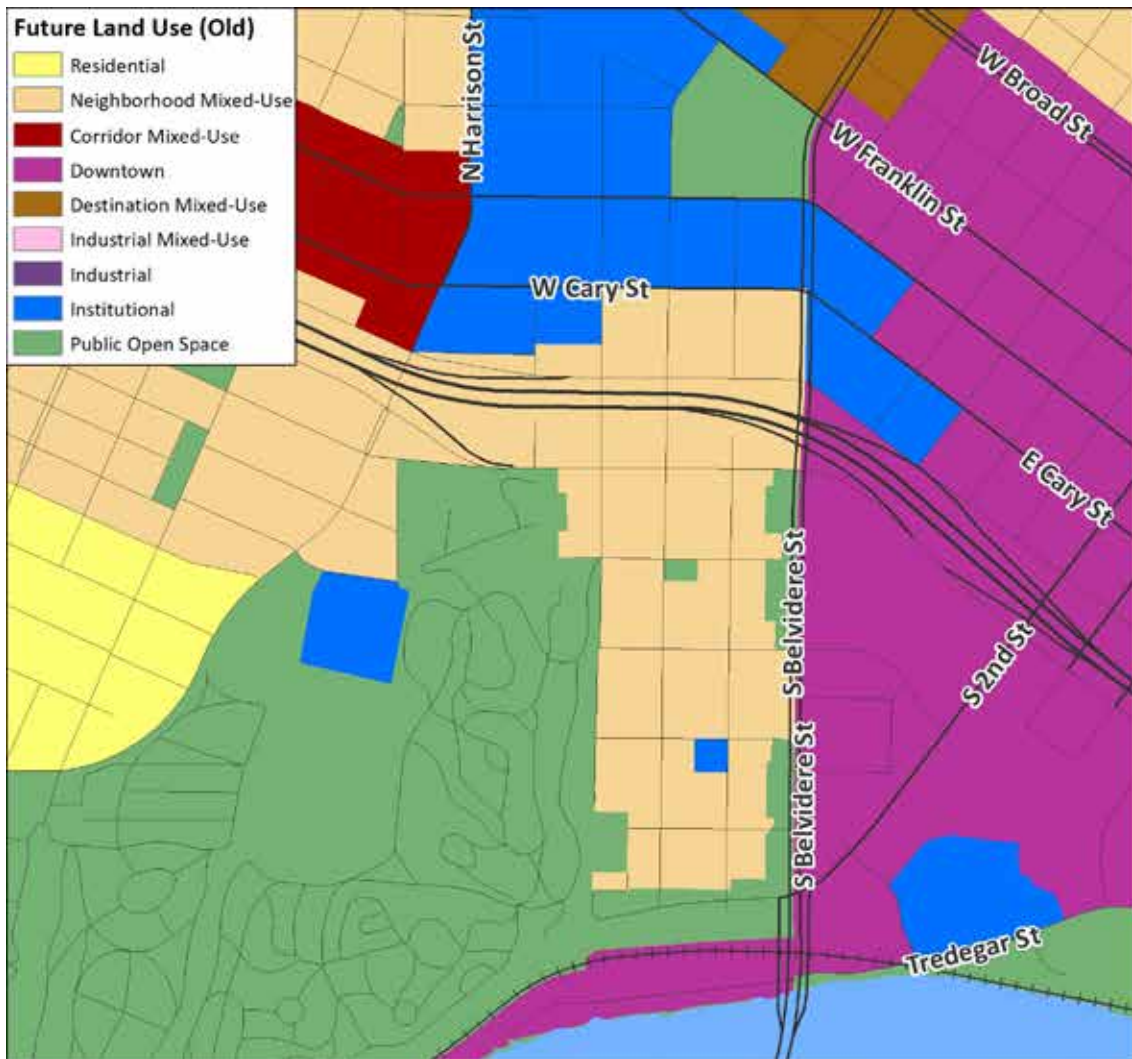 Future Land Use (Old)
Residential
Neighborhood Mixed-Use
Corridor Mixed-Use
Downtown
Destination Mixed-Use
Industrial Mixed-Use
Industrial
Institutional
Public Open Space
N Harrison St
W Broad St
W Franklin St
W Cary St
E Cary St
S Belvidere St
S 2nd St
S Belvidere St
Tredegar St